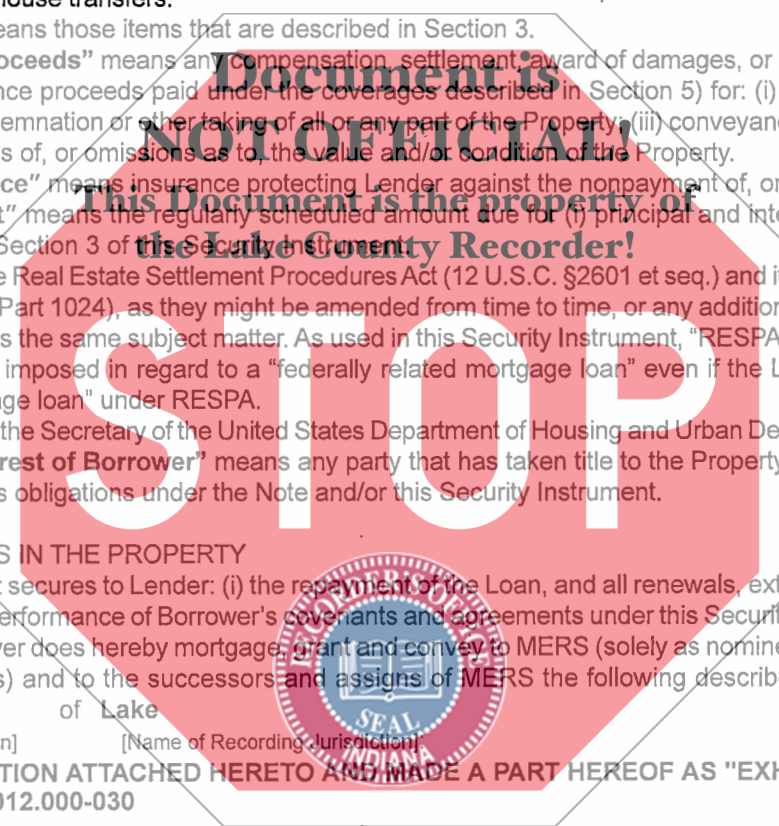 house transfers.
eans those items that are described in Section 3.
oceeds” means any compensation, settlement, award of damages, or
nce proceeds paid under the coverages described in Section 5) for: (i)
emnation or other taking of all or any part of the Property; (iii) conveyanc
s of, or omissions as to, the value and/or condition of the Property.
ce” means insurance protecting Lender against the nonpayment of, or
t” means the regularly scheduled amount due for (i) principal and inte
Section 3 of this Security Instrument.
e Real Estate Settlement Procedures Act (12 U.S.C. §2601 et seq.) and it
Part 1024), as they might be amended from time to time, or any addition
s the same subject matter. As used in this Security Instrument, “RESPA
imposed in regard to a “federally related mortgage loan” even if the L
age loan” under RESPA.
the Secretary of the United States Department of Housing and Urban De
rest of Borrower” means any party that has taken title to the Property
s obligations under the Note and/or this Security Instrument.
S IN THE PROPERTY
t secures to Lender: (i) the repayment of the Loan, and all renewals, ext
erformance of Borrower's covenants and agreements under this Securit
ver does hereby mortgage, grant and convey to MERS (solely as nomine
s) and to the successors and assigns of MERS the following describe
of Lake
n] [Name of Recording Jurisdiction]:
TION ATTACHED HERETO AND MADE A PART HEREOF AS "EXH
012.000-030
Document is
NOT OFFICIAL!
This Document is the property of
the Lake County Recorder!
STOP
RECORDER'S OFFICE
SEAL
INDIANA